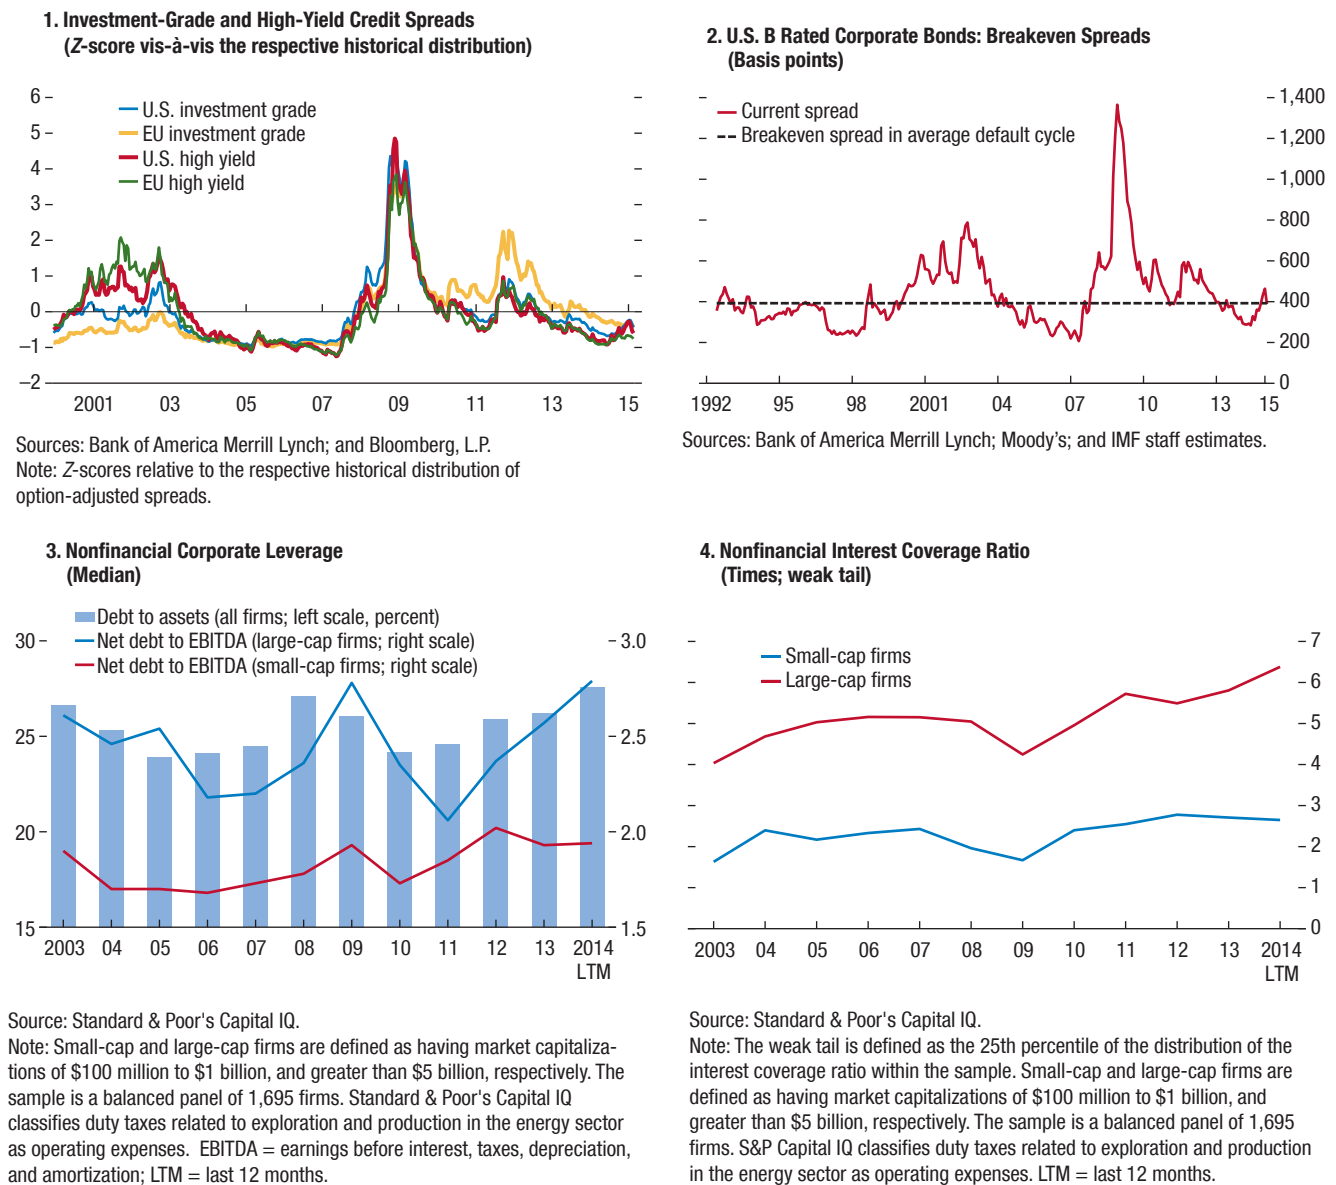 1. Investment-Grade and High-Yield Credit Spreads
(Z-score vis-à-vis the respective historical distribution)
U.S. investment grade
EU investment grade
U.S. high yield
EU high yield
6
5
4
3
2
1
0
–1
–2
2001 03 05 07 09 11 13 15
Sources: Bank of America Merrill Lynch; and Bloomberg, L.P.
Note: Z-scores relative to the respective historical distribution of
option-adjusted spreads.
2. U.S. B Rated Corporate Bonds: Breakeven Spreads
(Basis points)
Current spread
Breakeven spread in average default cycle
1,400
1,200
1,000
800
600
400
200
0
1992 95 98 2001 04 07 10 13 15
Sources: Bank of America Merrill Lynch; Moody's; and IMF staff estimates.
3. Nonfinancial Corporate Leverage
(Median)
Debt to assets (all firms; left scale, percent)
Net debt to EBITDA (large-cap firms; right scale)
Net debt to EBITDA (small-cap firms; right scale)
30
25
20
15
3.0
2.5
2.0
1.5
2003 04 05 06 07 08 09 10 11 12 13 2014
LTM
Source: Standard & Poor's Capital IQ.
Note: Small-cap and large-cap firms are defined as having market capitaliza-
tions of $100 million to $1 billion, and greater than $5 billion, respectively. The
sample is a balanced panel of 1,695 firms. Standard & Poor's Capital IQ
classifies duty taxes related to exploration and production in the energy sector
as operating expenses. EBITDA = earnings before interest, taxes, depreciation,
and amortization; LTM = last 12 months.
4. Nonfinancial Interest Coverage Ratio
(Times; weak tail)
Small-cap firms
Large-cap firms
7
6
5
4
3
2
1
0
2003 04 05 06 07 08 09 10 11 12 13 2014
LTM
Source: Standard & Poor's Capital IQ.
Note: The weak tail is defined as the 25th percentile of the distribution of the
interest coverage ratio within the sample. Small-cap and large-cap firms are
defined as having market capitalizations of $100 million to $1 billion, and
greater than $5 billion, respectively. The sample is a balanced panel of 1,695
firms. S&P Capital IQ classifies duty taxes related to exploration and production
in the energy sector as operating expenses. LTM = last 12 months.